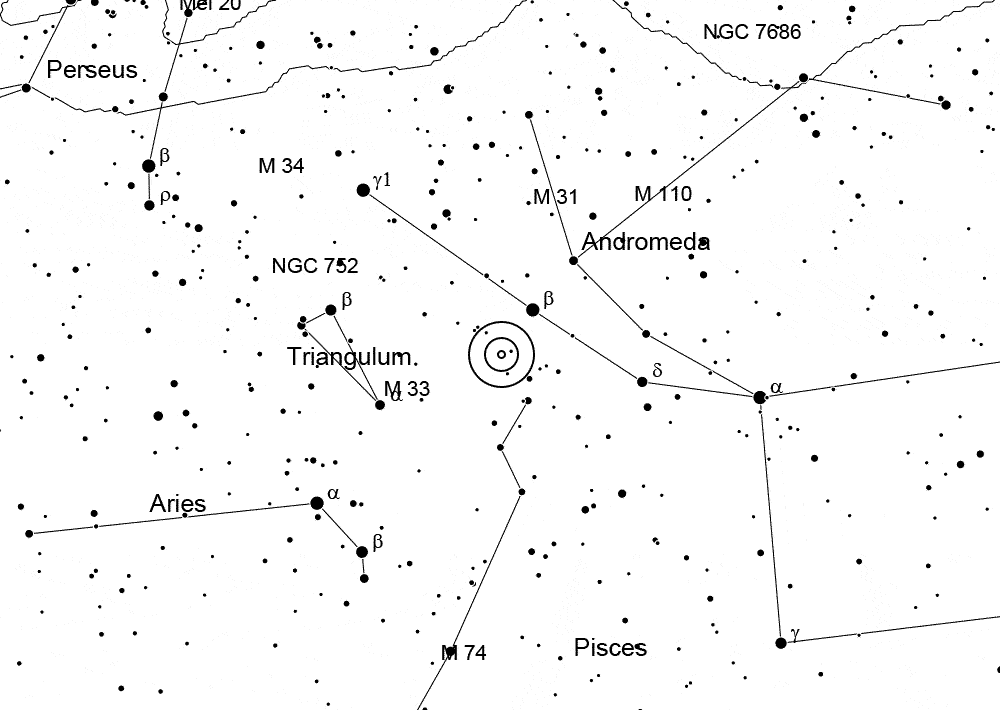 Mel 20
NGC 7686
Perseus
β
M 34
γ1
ρ
M 31
M 110
Andromeda
NGC 752
β
β
Triangulum
δ
M 33
α
α
α
Aries
β
γ
M 74
Pisces